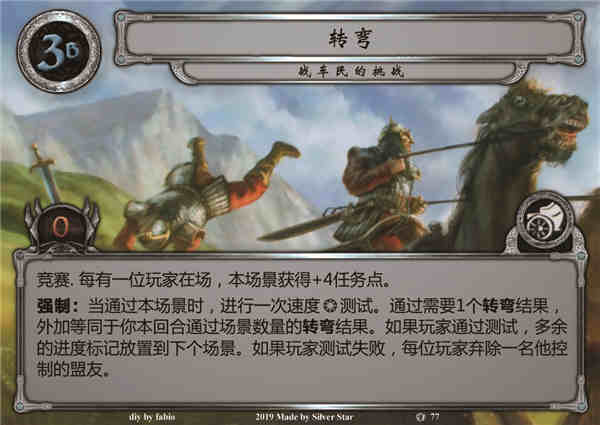 3B
转弯
战车民的挑战
0
竞赛. 每有一位玩家在场，本场景获得+4任务点。
强制：当通过本场景时，进行一次速度测试。通过需要1个转弯结果，
外加等同于你本回合通过场景数量的转弯结果。如果玩家通过测试，多余
的进度标记放置到下个场景。如果玩家测试失败，每位玩家弃除一名他控
制的盟友。
diy by fabio 2019 Made by Silver Star 77